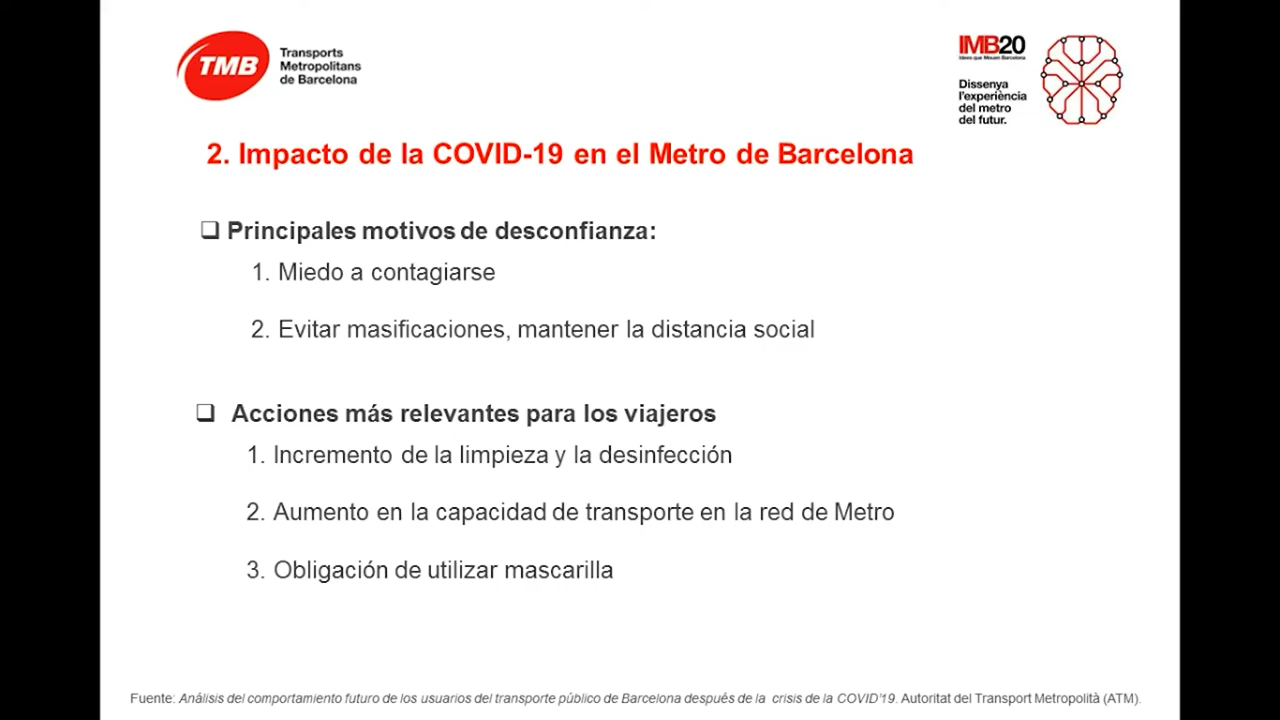 TMB
Transports
Metropolitans
de Barcelona
IMB20
Idees que Mouen Barcelona
Dissenya
l'experiència
del metro
del futur.
2. Impacto de la COVID-19 en el Metro de Barcelona
❑ Principales motivos de desconfianza:
1. Miedo a contagiarse
2. Evitar masificaciones, mantener la distancia social
❑ Acciones más relevantes para los viajeros
1. Incremento de la limpieza y la desinfección
2. Aumento en la capacidad de transporte en la red de Metro
3. Obligación de utilizar mascarilla
Fuente: Análisis del comportamiento futuro de los usuarios del transporte público de Barcelona después de la crisis de la COVID'19. Autoritat del Transport Metropolità (ATM).